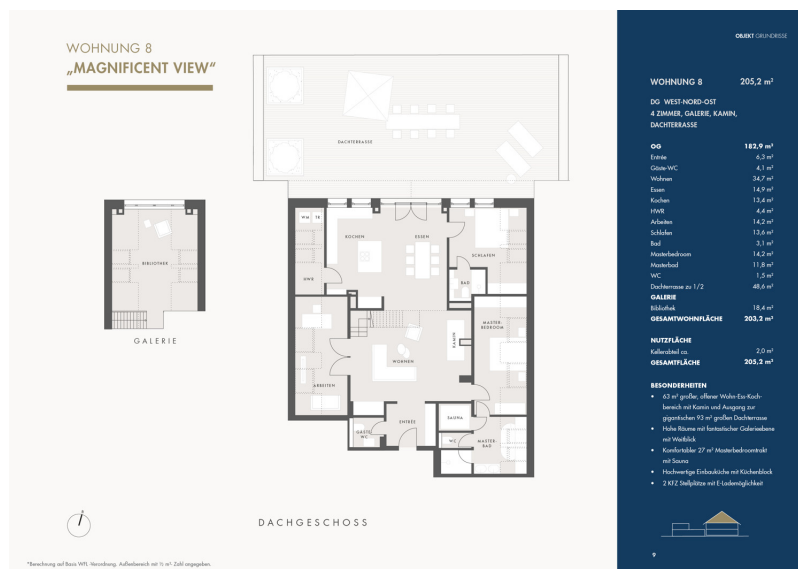 WOHNUNG 8
„MAGNIFICENT VIEW“
DACHTERRASSE
BIBLIOTHEK
GALERIE
WM
TR
KOCHEN
ESSEN
SCHLAFEN
HWR
BAD
MASTER-
BEDROOM
KAMIN
WOHNEN
ARBEITEN
SAUNA
ENTRÉE
GÄSTE
WC
WC
MASTER-
BAD
DACHGESCHOSS
*Berechnung auf Basis WFL -Verordnung. Außenbereich mit ½ m²- Zahl angegeben.
OBJEKT GRUNDRISSE
WOHNUNG 8 205,2 m²
DG WEST-NORD-OST
4 ZIMMER, GALERIE, KAMIN,
DACHTERRASSE
OG 182,9 m²
Entrée 6,3 m²
Gäste-WC 4,1 m²
Wohnen 34,7 m²
Essen 14,9 m²
Kochen 13,4 m²
HWR 4,4 m²
Arbeiten 14,2 m²
Schlafen 13,6 m²
Bad 3,1 m²
Masterbedroom 14,2 m²
Masterbad 11,8 m²
WC 1,5 m²
Dachterrasse zu 1/2 48,6 m²
GALERIE
Bibliothek 18,4 m²
GESAMTWOHNFLÄCHE 203,2 m²
NUTZFLÄCHE
Kellerabteil ca. 2,0 m²
GESAMTFLÄCHE 205,2 m²
BESONDERHEITEN
• 63 m² großer, offener Wohn-Ess-Koch-
bereich mit Kamin und Ausgang zur
gigantischen 93 m² großen Dachterrasse
• Hohe Räume mit fantastischer Galerieebene
mit Weitblick
• Komfortabler 27 m² Masterbedroomtrakt
mit Sauna
• Hochwertige Einbauküche mit Küchenblock
• 2 KFZ Stellplätze mit E-Lademöglichkeit
9